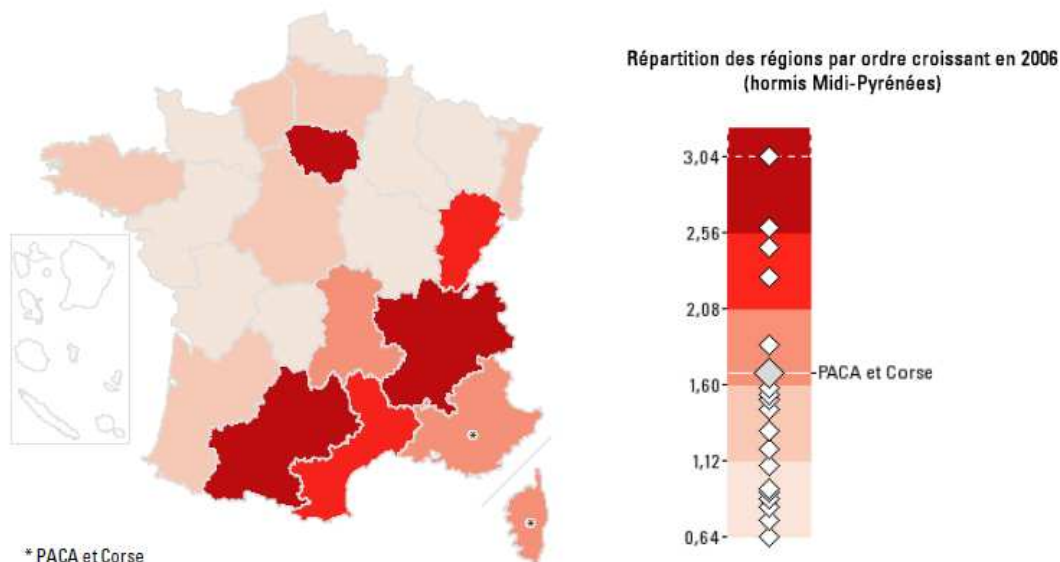 Répartition des régions par ordre croissant en 2006
(hormis Midi-Pyrénées)
3,04
2,56
2,08
PACA et Corse
1,60
1,12
0,64
*
*
* PACA et Corse